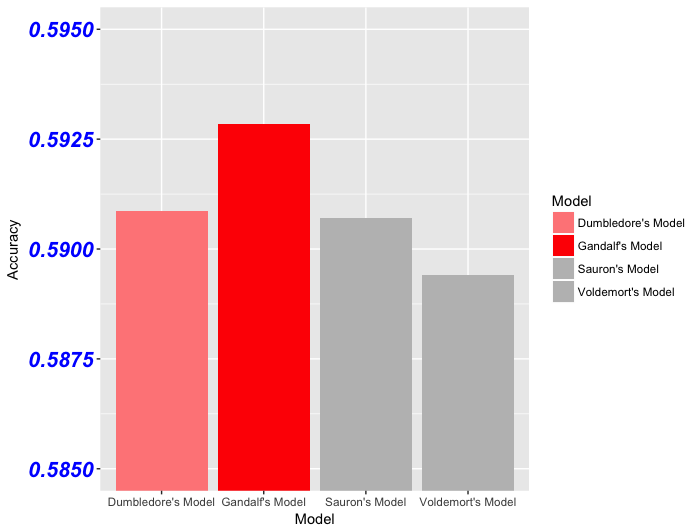 0.5950
0.5925
0.5900
0.5875
0.5850
Accuracy
Dumbledore's Model Gandalf's Model Sauron's Model Voldemort's Model
Model
Model
Dumbledore's Model
Gandalf's Model
Sauron's Model
Voldemort's Model